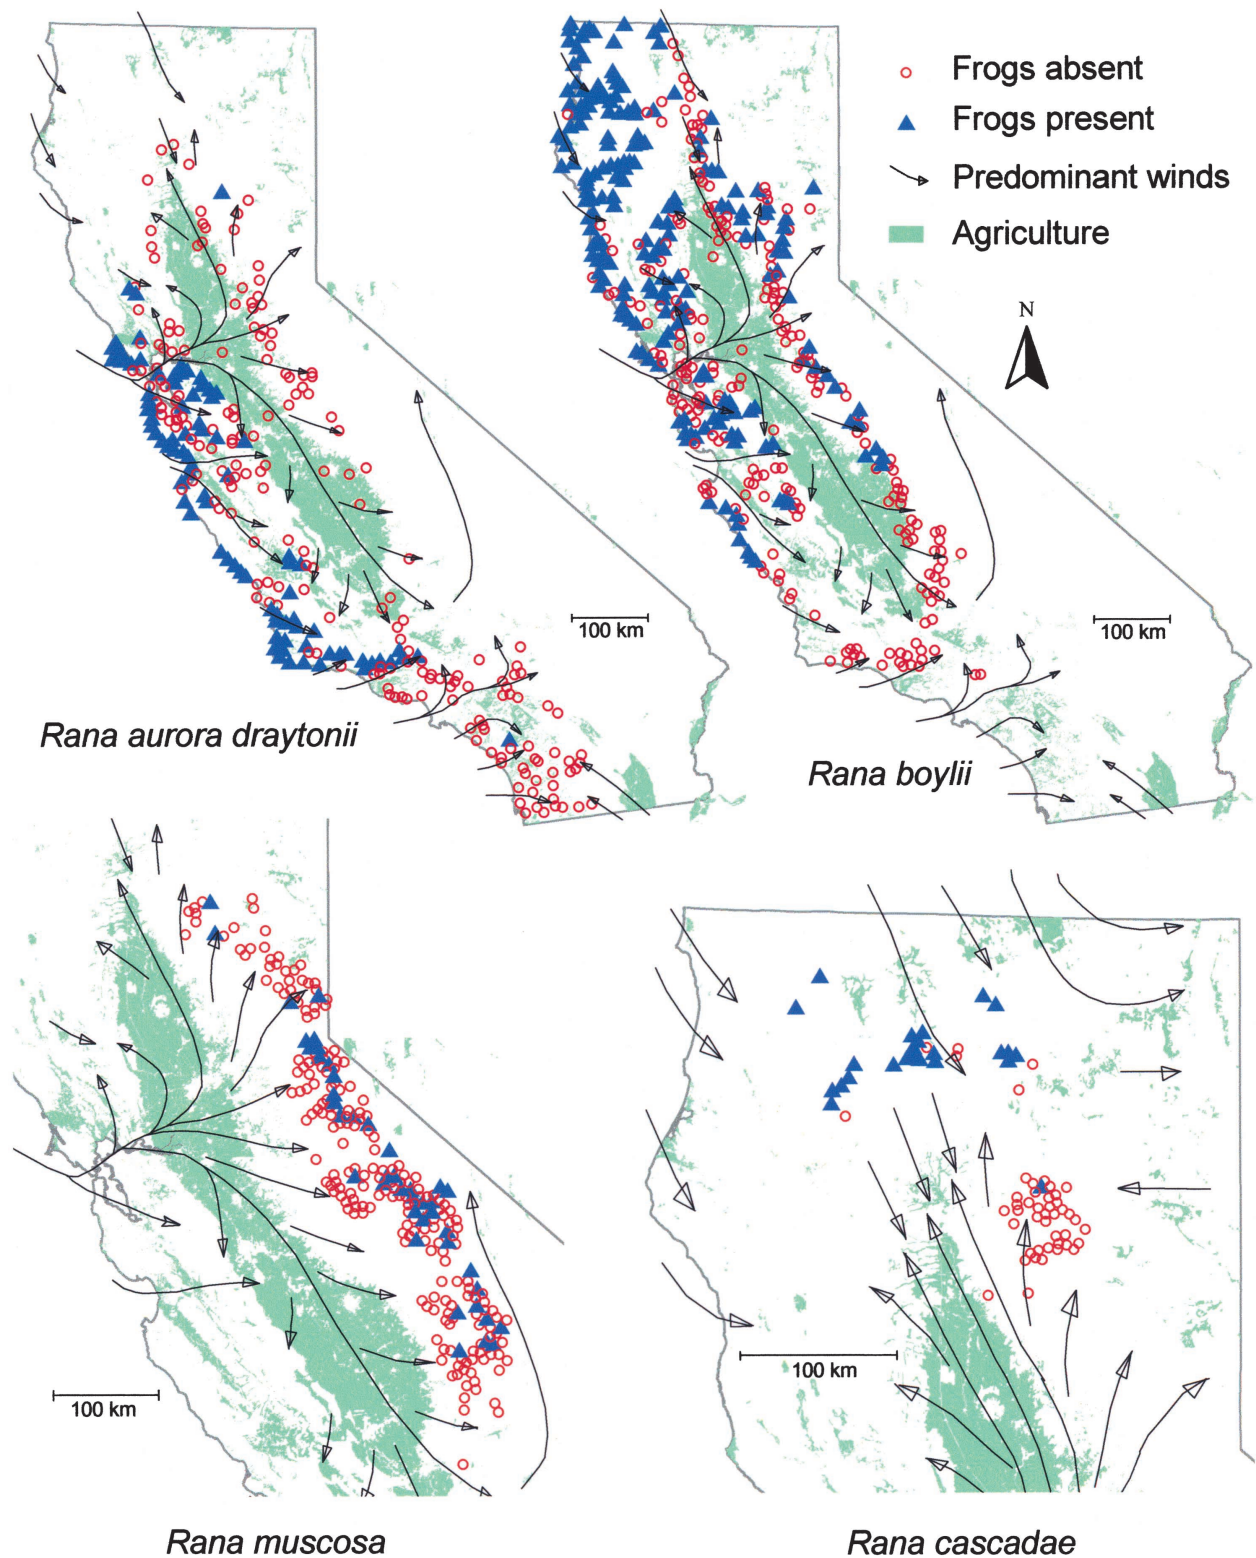 Frogs absent
Frogs present
Predominant winds
Agriculture
N
100 km
100 km
Rana aurora draytonii
Rana boylii
100 km
100 km
Rana muscosa
Rana cascadae